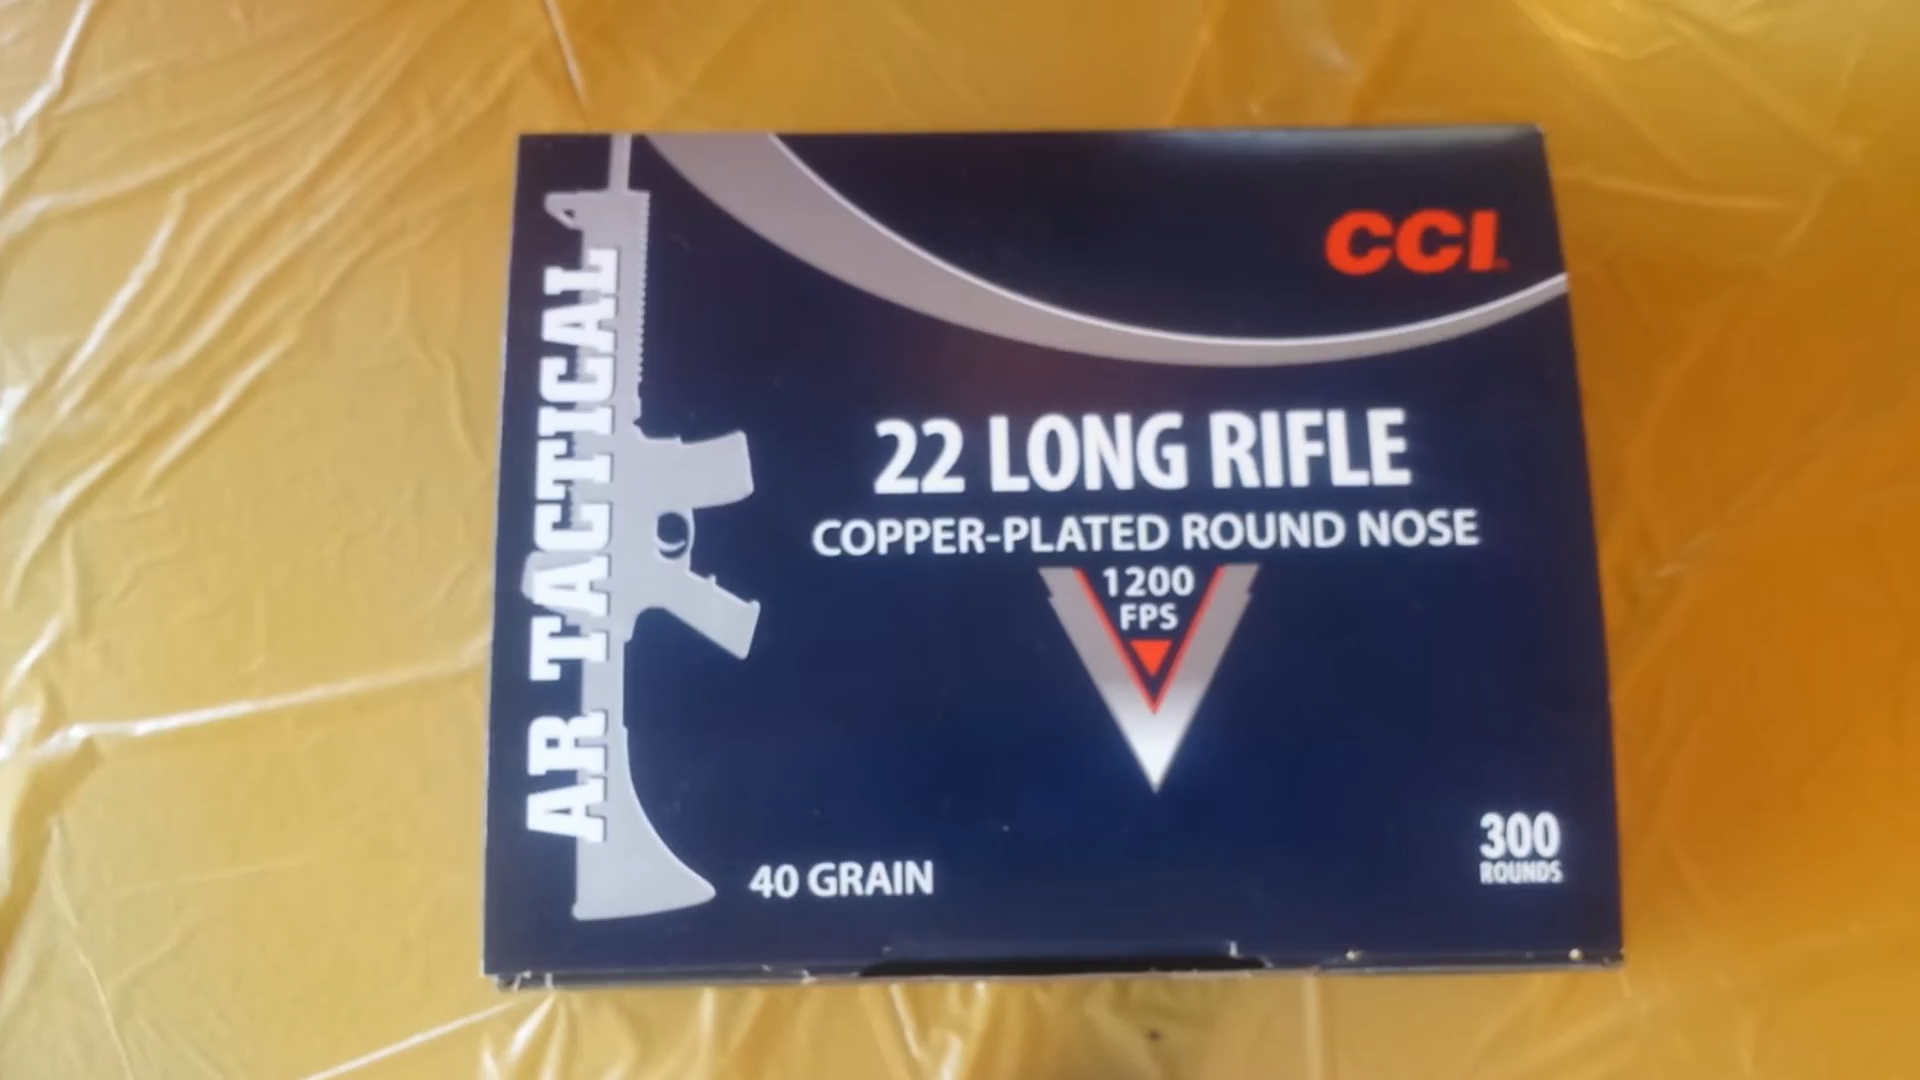 CCI
AR TACTICAL
22 LONG RIFLE
COPPER-PLATED ROUND NOSE
1200
FPS
40 GRAIN
300
ROUNDS